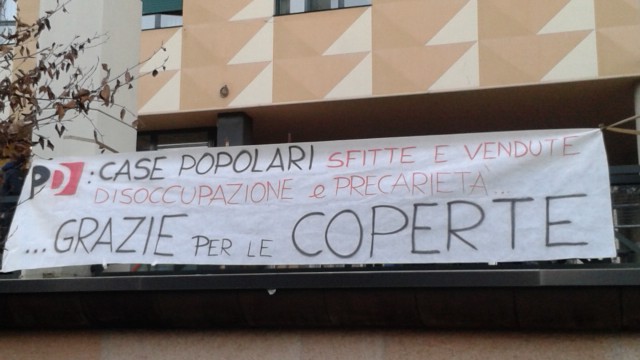 PD: CASE POPOLARI SFITTE E VENDUTE
DISOCCUPAZIONE e PRECARIETÀ...
...GRAZIE PER LE COPERTE